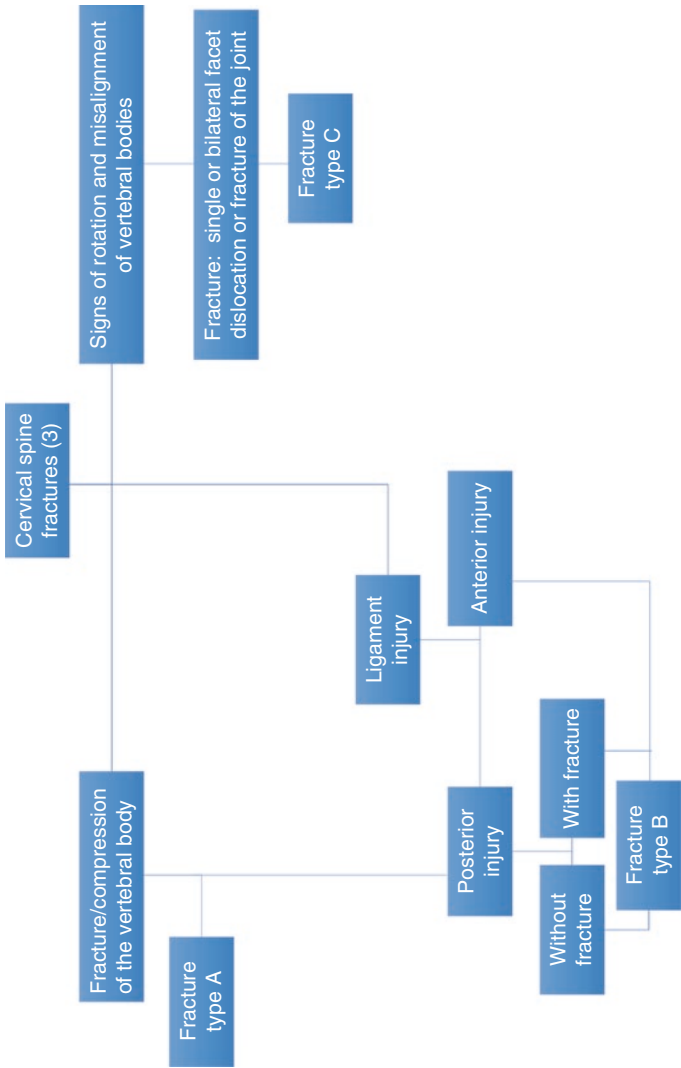 Cervical spine
fractures (3)
Fracture/compression
of the vertebral body
Signs of rotation and misalignment
of vertebral bodies
Fracture
type A
Fracture: single or bilateral facet
dislocation or fracture of the joint
Fracture
type C
Ligament
injury
Posterior
injury
Anterior injury
Without
fracture
With fracture
Fracture
type B